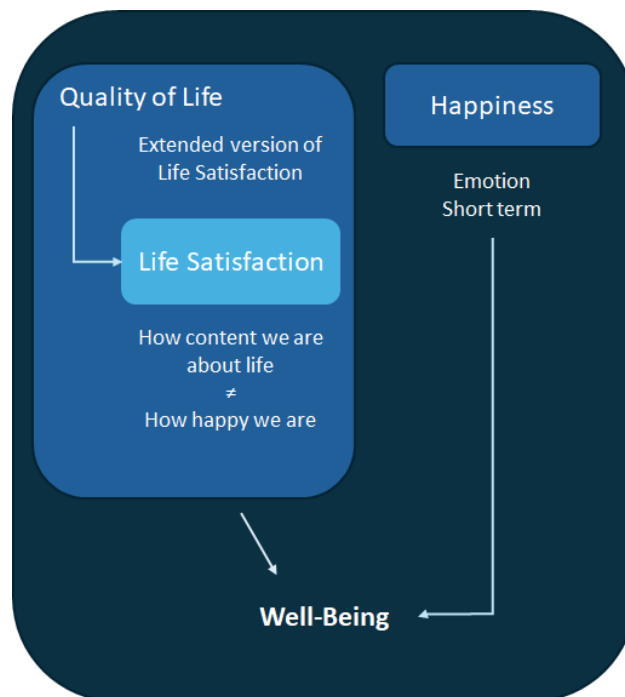 Quality of Life
Extended version of
Life Satisfaction
Life Satisfaction
How content we are
about life
≠
How happy we are
Happiness
Emotion
Short term
Well-Being